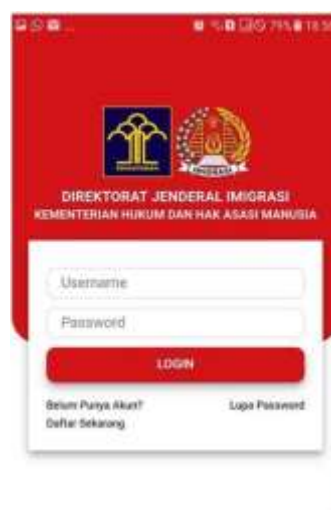 79%
DIREKTORAT JENDERAL IMIGRASI
KEMENTERIAN HUKUM DAN HAK ASASI MANUSIA
Username
Password
LOGIN
Belum Punya Akun? Lupa Password
Daftar Sekarang